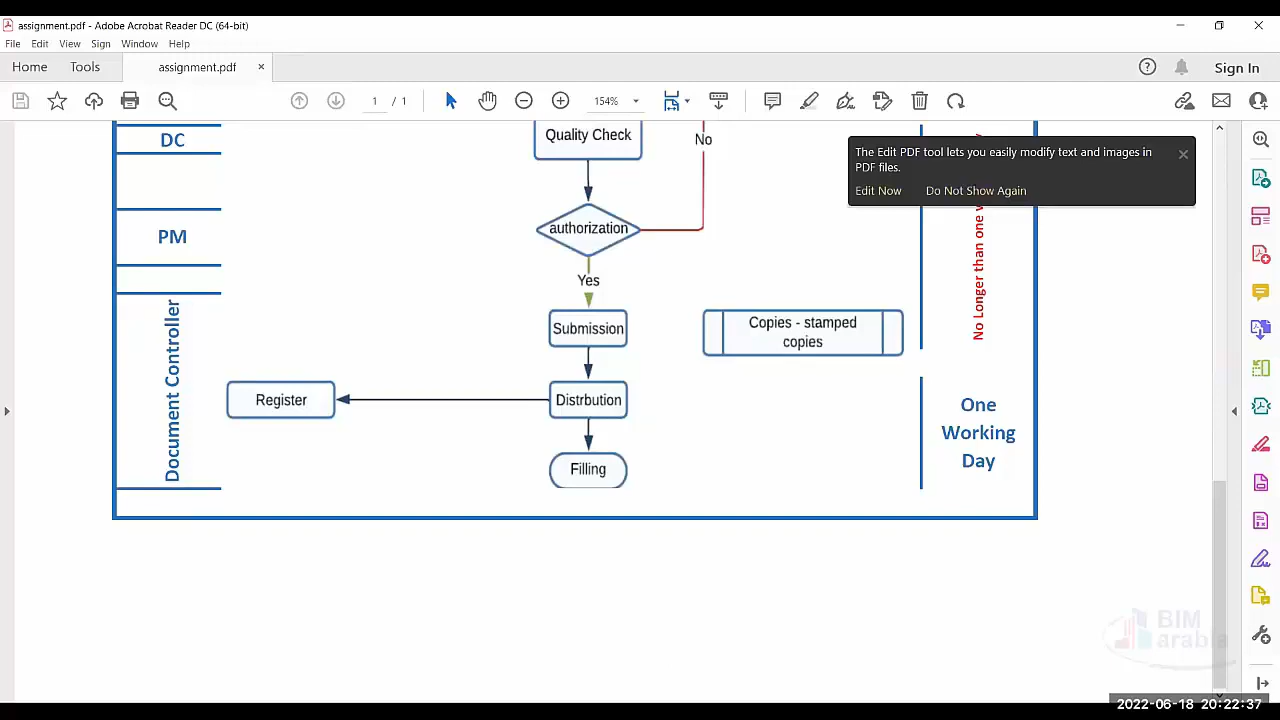 assignment.pdf - Adobe Acrobat Reader DC (64-bit)
File Edit View Sign Window Help
Home Tools assignment.pdf × Sign In
1 / 1 154%
The Edit PDF tool lets you easily modify text and images in
PDF files.
Edit Now Do Not Show Again
DC
Quality Check
No
PM
authorization
Yes
No Longer than one
Document Controller
Submission
Copies - stamped
copies
Register
Distrbution
Filling
One
Working
Day
BIM
arabia
2022-06-18 20:22:37